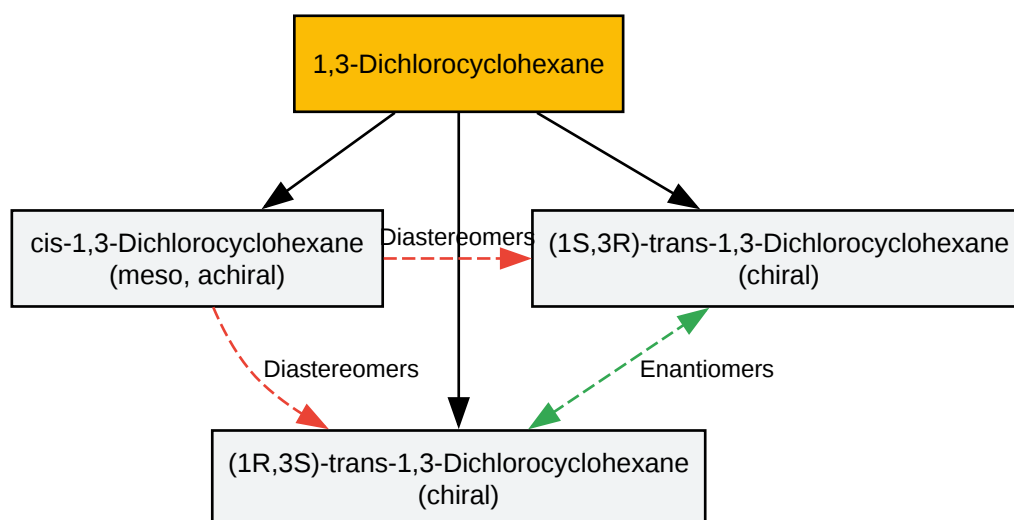 1,3-Dichlorocyclohexane
cis-1,3-Dichlorocyclohexane
(meso, achiral)
Diastereomers
(1S,3R)-trans-1,3-Dichlorocyclohexane
(chiral)
Diastereomers
Enantiomers
(1R,3S)-trans-1,3-Dichlorocyclohexane
(chiral)